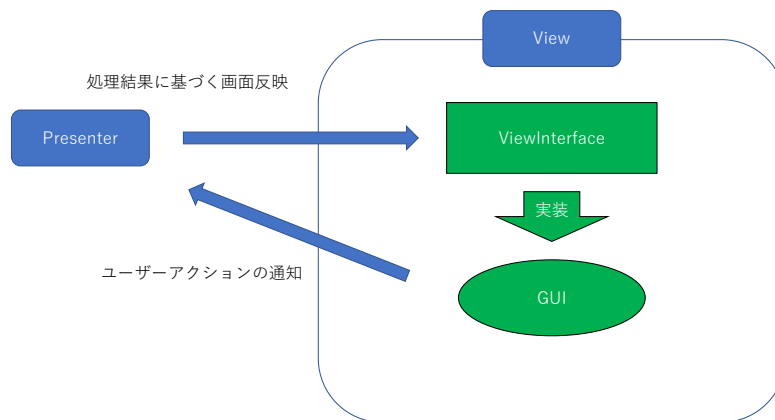 View
処理結果に基づく画面反映
Presenter
ViewInterface
実装
ユーザーアクションの通知
GUI